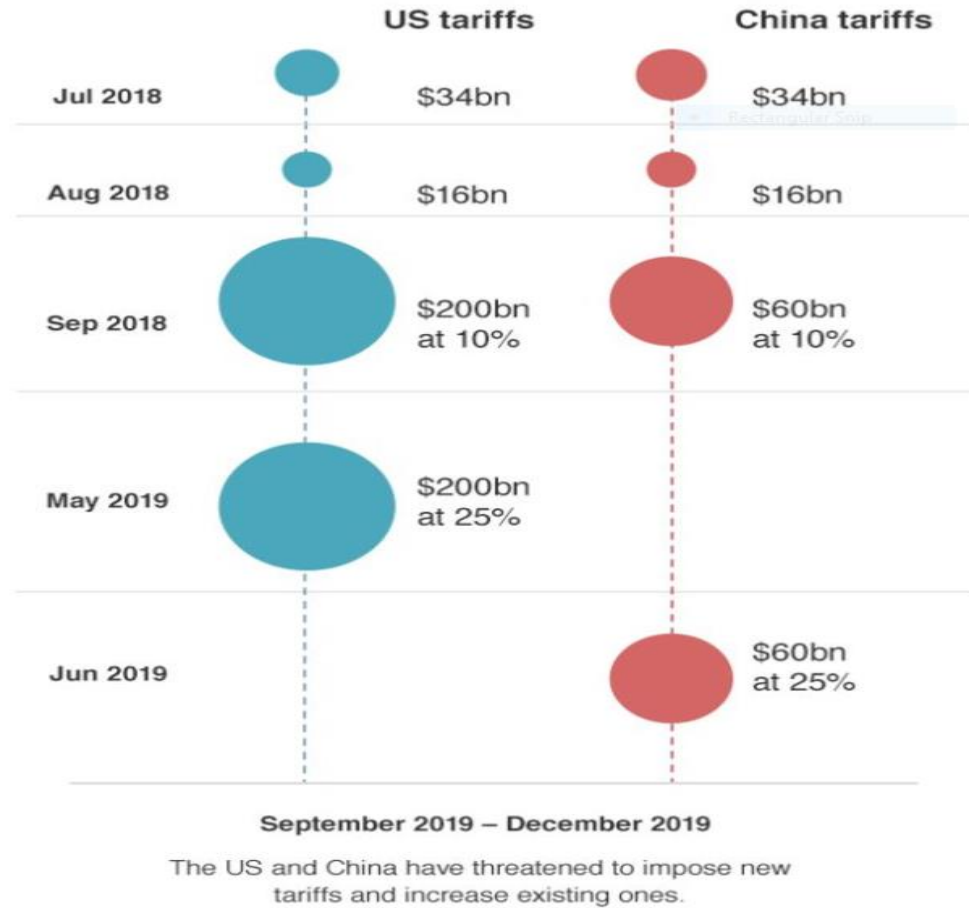 US tariffs China tariffs
Jul 2018 $34bn $34bn
Rectangular Snip
Aug 2018 $16bn $16bn
Sep 2018 $200bn $60bn
at 10% at 10%
May 2019 $200bn
at 25%
Jun 2019 $60bn
at 25%
September 2019 – December 2019
The US and China have threatened to impose new
tariffs and increase existing ones.